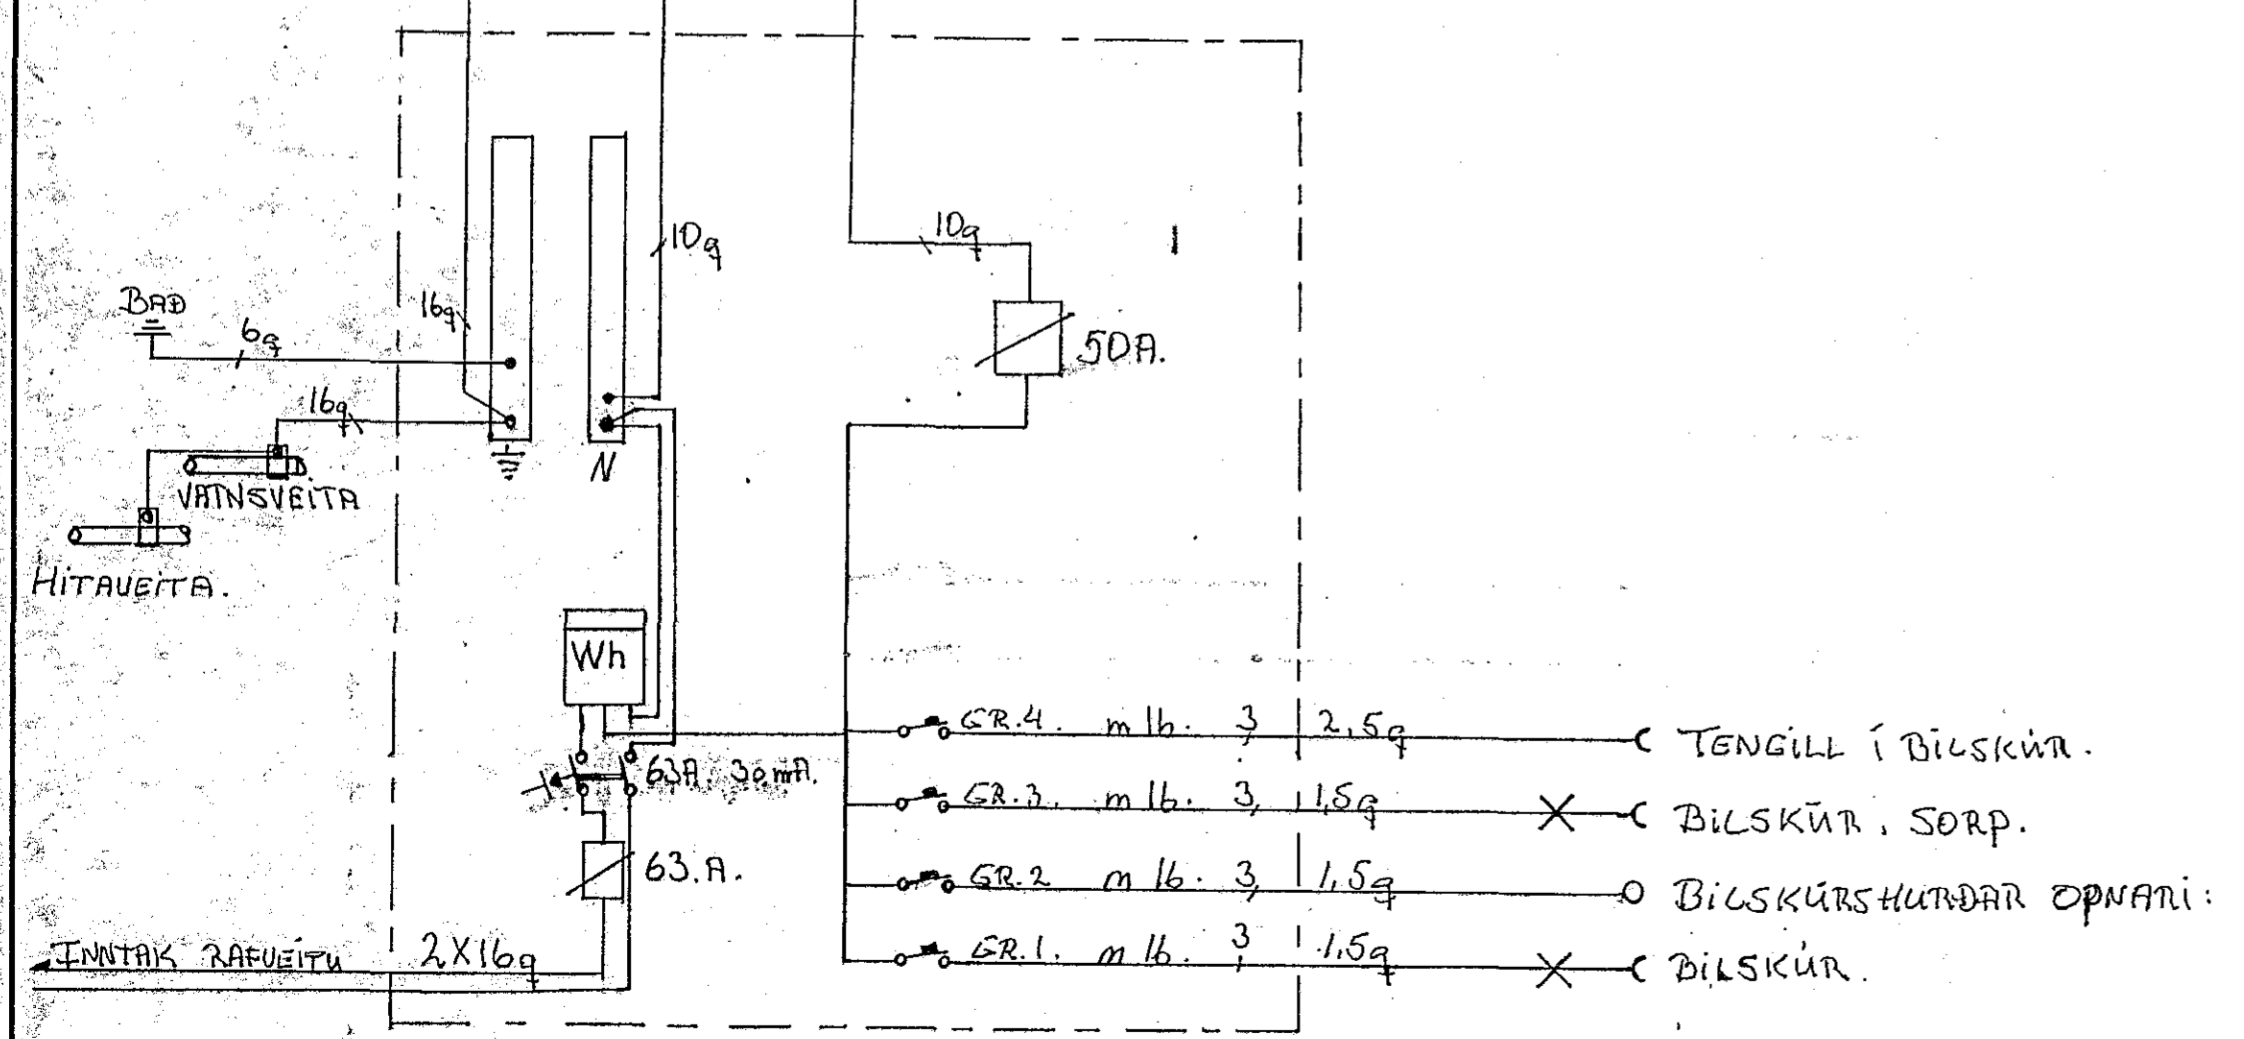 10q
10q
BAÐ
16q
6q
50A.
16q
N
VATNSVEiTA
HiTAVEiTA.
Wh
GR.4. m 16. 3 2,5q TENGiLL Í BíLSKÚR.
63A. 30mA.
GR.3. m 16. 3 1,5q BíLSKÚR, SORP.
63.A.
GR.2 m 16. 3 1,5q BíLSKÚRSHURÐAR OPNARi:
INNTAK RAFVEiTU 2X16q
GR.1. m 16. 3 1,5q BíLSKÚR.